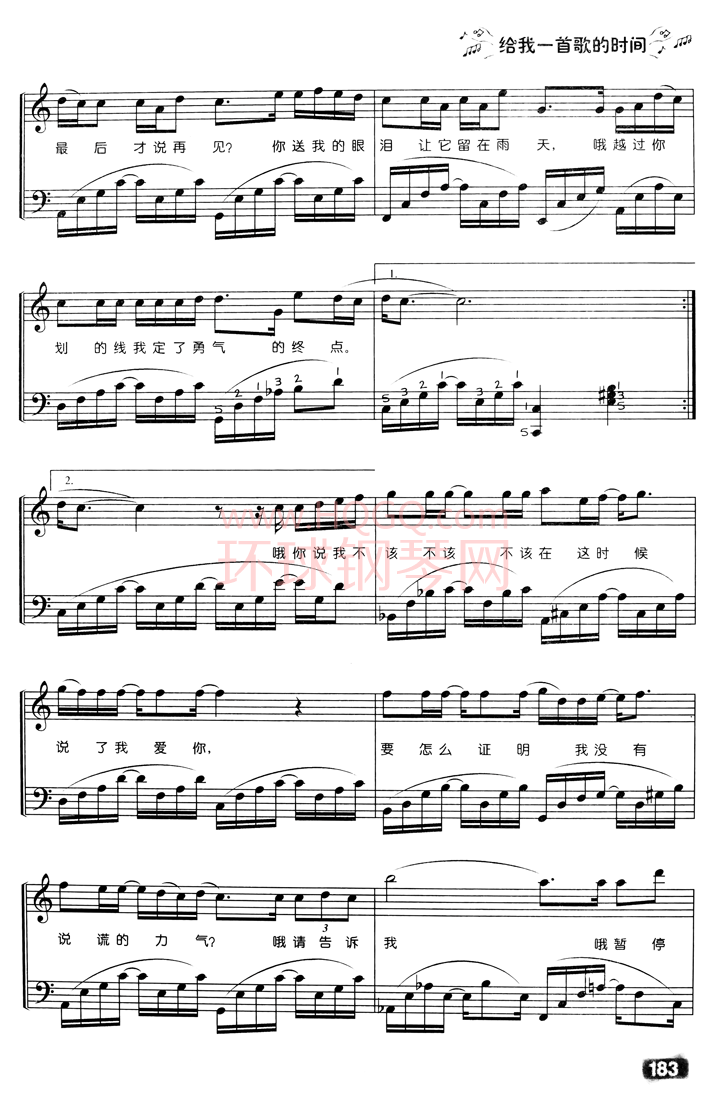 给我一首歌的时间
最后才说再见？你送我的眼泪让它留在雨天，哦越过你
1.
划的线我定了勇气的终点。
5 2 1 3 2 5 3 2 1 1 5 1 3 5
2.
www.HQGQ.com
哦你说我不该不该不该在这时候
环球钢琴网
说了我爱你，要怎么证明我没有
3
说谎的力气？哦请告诉我哦暂停
183